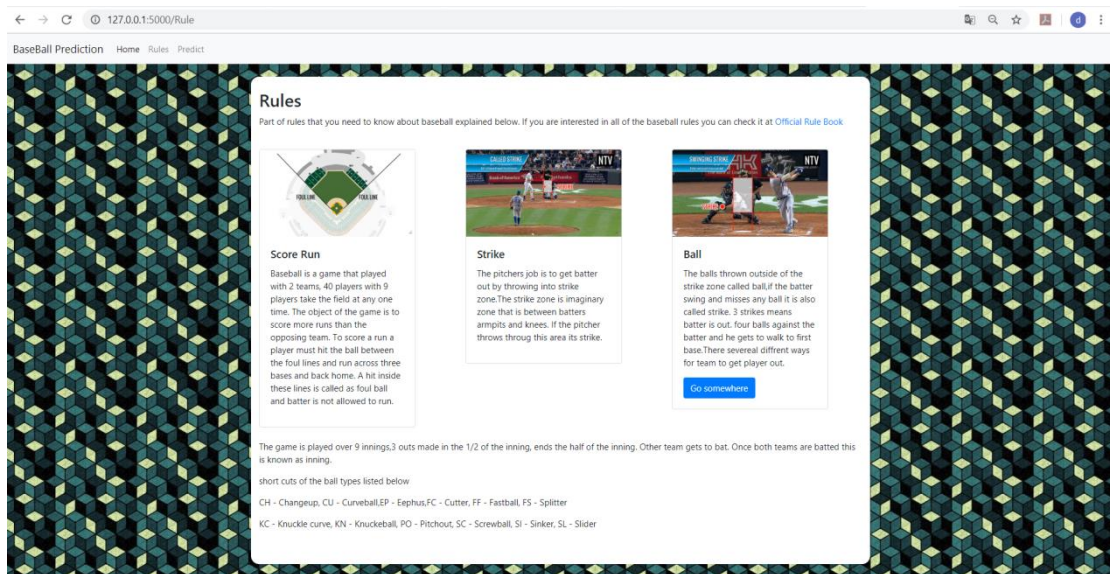 127.0.0.1:5000/Rule
d
BaseBall Prediction Home Rules Predict
Rules
Part of rules that you need to know about baseball explained below. If you are interested in all of the baseball rules you can check it at Official Rule Book
FOUL LINE
FOUL LINE
Score Run
Baseball is a game that played
with 2 teams, 40 players with 9
players take the field at any one
time. The object of the game is to
score more runs than the
opposing team. To score a run a
player must hit the ball between
the foul lines and run across three
bases and back home. A hit inside
these lines is called as foul ball
and batter is not allowed to run.
CALLED STRIKE
NTV
Strike
The pitchers job is to get batter
out by throwing into strike
zone.The strike zone is imaginary
zone that is between batters
armpits and knees. If the pitcher
throws throug this area its strike.
SWINGING STRIKE
NTV
Ball
The balls thrown outside of the
strike zone called ball,if the batter
swing and misses any ball it is also
called strike. 3 strikes means
batter is out. four balls against the
batter and he gets to walk to first
base.There severeal diffrent ways
for team to get player out.
Go somewhere
The game is played over 9 innings,3 outs made in the 1/2 of the inning, ends the half of the inning. Other team gets to bat. Once both teams are batted this
is known as inning.
short cuts of the ball types listed below
CH - Changeup, CU - Curveball,EP - Eephus,FC - Cutter, FF - Fastball, FS - Splitter
KC - Knuckle curve, KN - Knuckeball, PO - Pitchout, SC - Screwball, SI - Sinker, SL - Slider